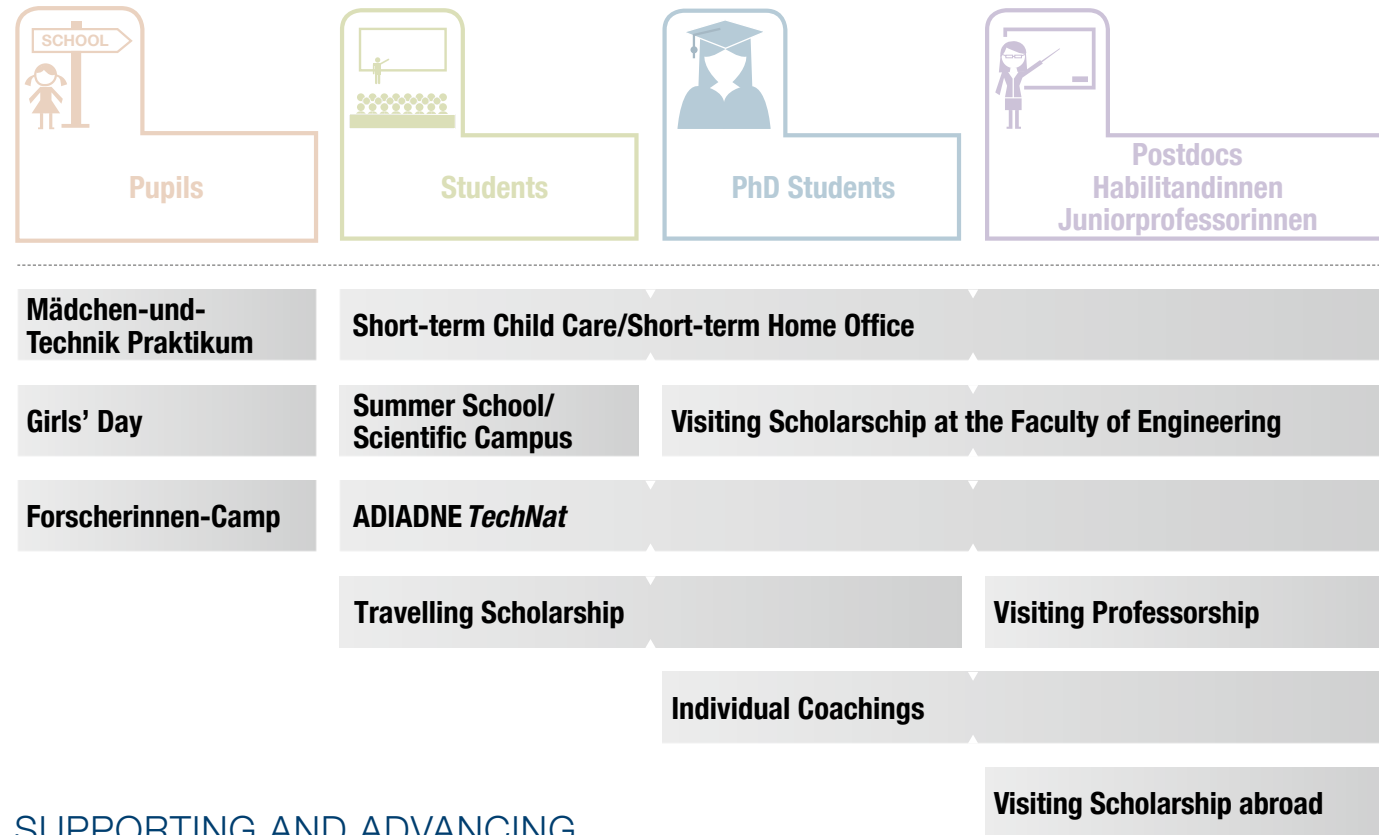 SCHOOL
Pupils
Students
PhD Students
Postdocs
Habilitandinnen
Juniorprofessorinnen
Mädchen-und-
Technik Praktikum
Short-term Child Care/Short-term Home Office
Girls’ Day
Summer School/
Scientific Campus
Visiting Scholarschip at the Faculty of Engineering
Forscherinnen-Camp
ADIADNE TechNat
Travelling Scholarship
Visiting Professorship
Individual Coachings
Visiting Scholarship abroad
SUPPORTING AND ADVANCING